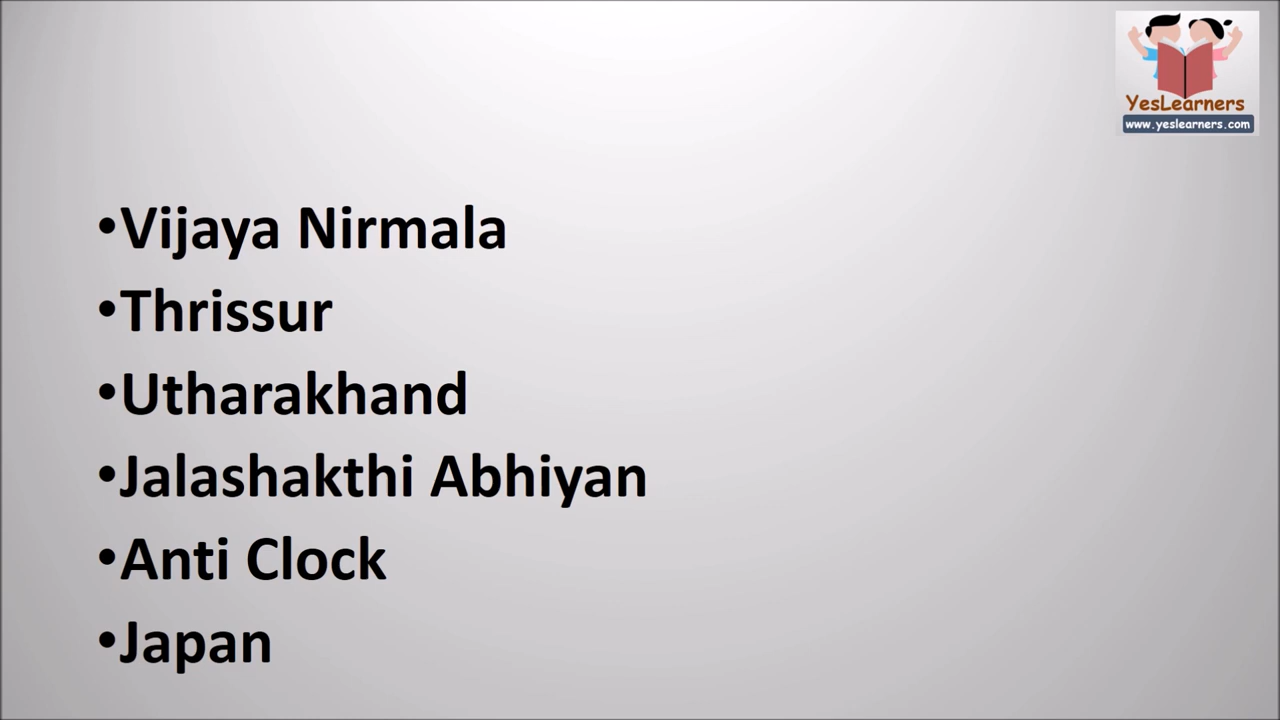 YesLearners
www.yeslearners.com
•Vijaya Nirmala
•Thrissur
•Utharakhand
•Jalashakthi Abhiyan
•Anti Clock
•Japan